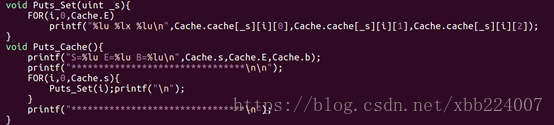 void Puts_Set(uint _s){
    FOR(i,0,Cache.E)
        printf("%lu %lx %lu\n",Cache.cache[_s][i][0],Cache.cache[_s][i][1],Cache.cache[_s][i][2]);
}
void Puts_Cache(){
    printf("S=%lu E=%lu B=%lu\n",Cache.s,Cache.E,Cache.b);
    printf("*********************************\n\n");
    FOR(i,0,Cache.s){
        Puts_Set(i);printf("\n");
    }
    printf("*********************************\n");
}
https://blog.csdn.net/xbb224007